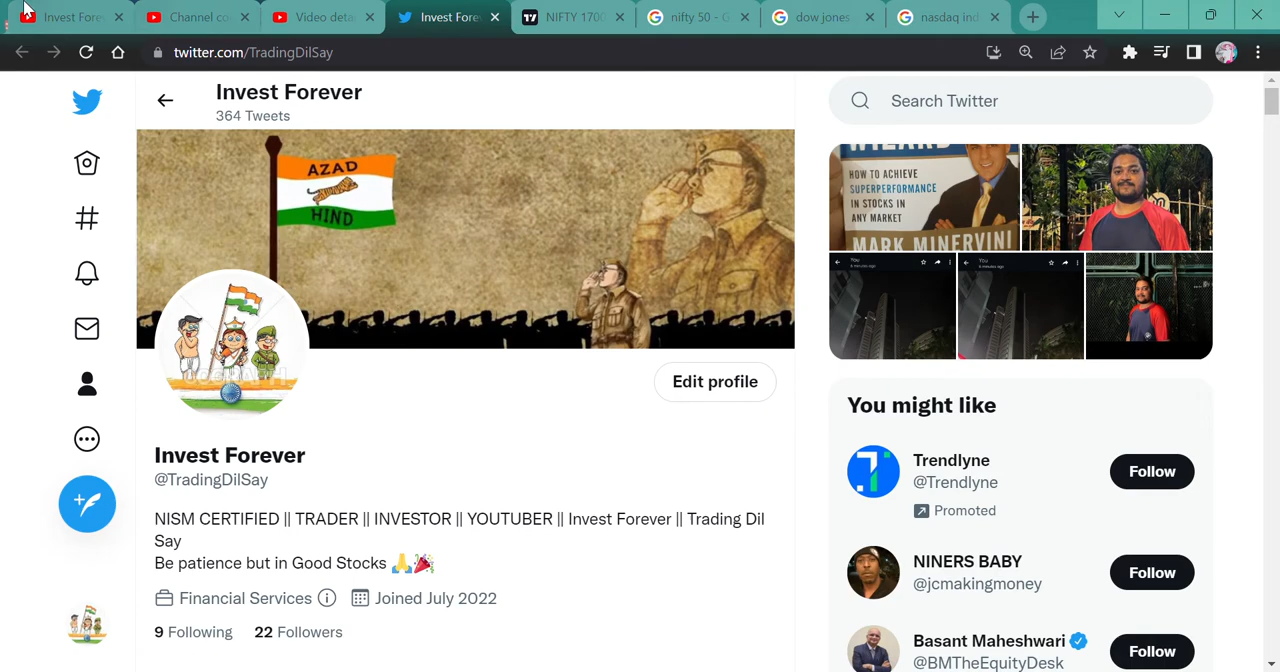 Invest Fore
Channel co
Video deta
Invest Fore
NIFTY 1700
nifty 50 - G
dow jones
nasdaq ind
twitter.com/TradingDilSay
Invest Forever
364 Tweets
Search Twitter
AZAD
HIND
HOW TO ACHIEVE
SUPERPERFORMANCE
IN STOCKS IN
ANY MARKET
MARK MINERVINI
You
You
Edit profile
Invest Forever
@TradingDilSay
NISM CERTIFIED || TRADER || INVESTOR || YOUTUBER || Invest Forever || Trading Dil
Say
Be patience but in Good Stocks 🙏🎉
Financial Services
Joined July 2022
9 Following 22 Followers
You might like
Trendlyne
@Trendlyne
Promoted
Follow
NINERS BABY
@jcmakingmoney
Follow
Basant Maheshwari
@BMTheEquityDesk
Follow